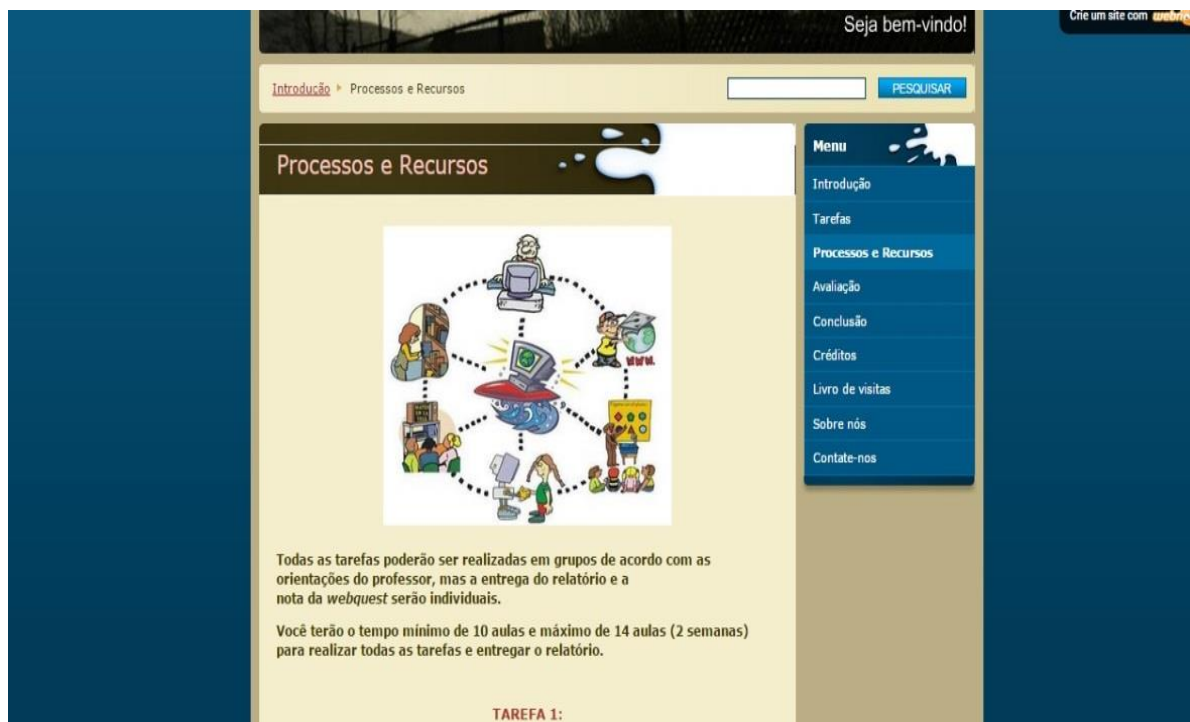 Seja bem-vindo!
Crie um site com
Introdução
Processos e Recursos
PESQUISAR
Processos e Recursos
Todas as tarefas poderão ser realizadas em grupos de acordo com as
orientações do professor, mas a entrega do relatório e a
nota da webquest serão individuais.
Você terão o tempo mínimo de 10 aulas e máximo de 14 aulas (2 semanas)
para realizar todas as tarefas e entregar o relatório.
TAREFA 1:
Menu
Introdução
Tarefas
Processos e Recursos
Avaliação
Conclusão
Créditos
Livro de visitas
Sobre nós
Contate-nos
WWW.